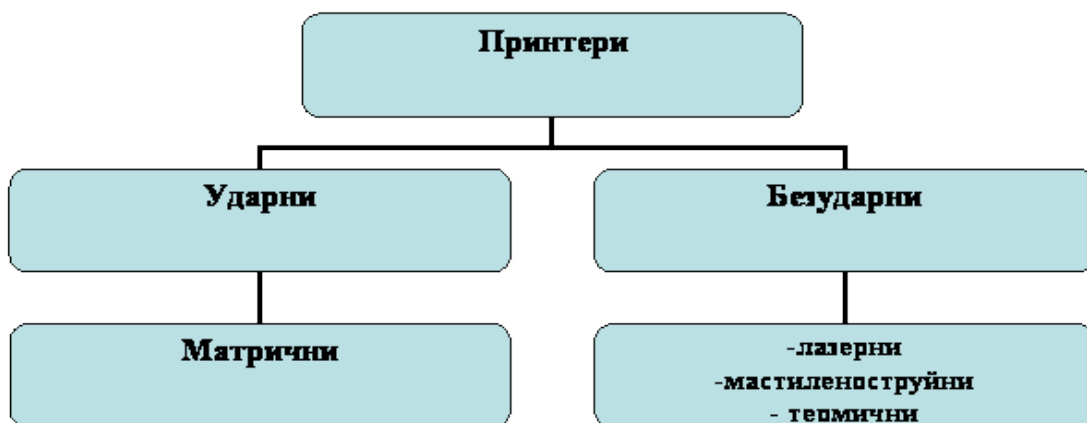 Принтери
Ударни
Безударни
Матрични
-лазерни
-мастиленоструйни
- термични